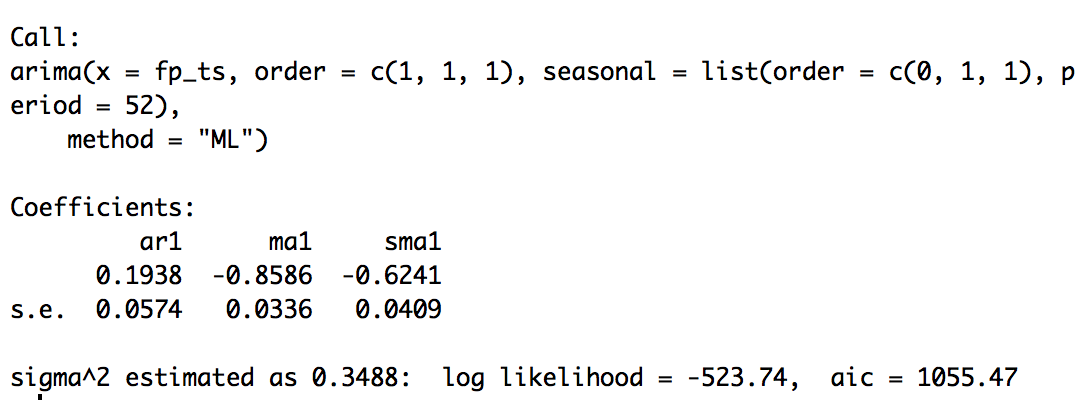 Call:
arima(x = fp_ts, order = c(1, 1, 1), seasonal = list(order = c(0, 1, 1), p
eriod = 52),
    method = "ML")

Coefficients:
         ar1      ma1     sma1
      0.1938  -0.8586  -0.6241
s.e.  0.0574   0.0336   0.0409

sigma^2 estimated as 0.3488:  log likelihood = -523.74,  aic = 1055.47